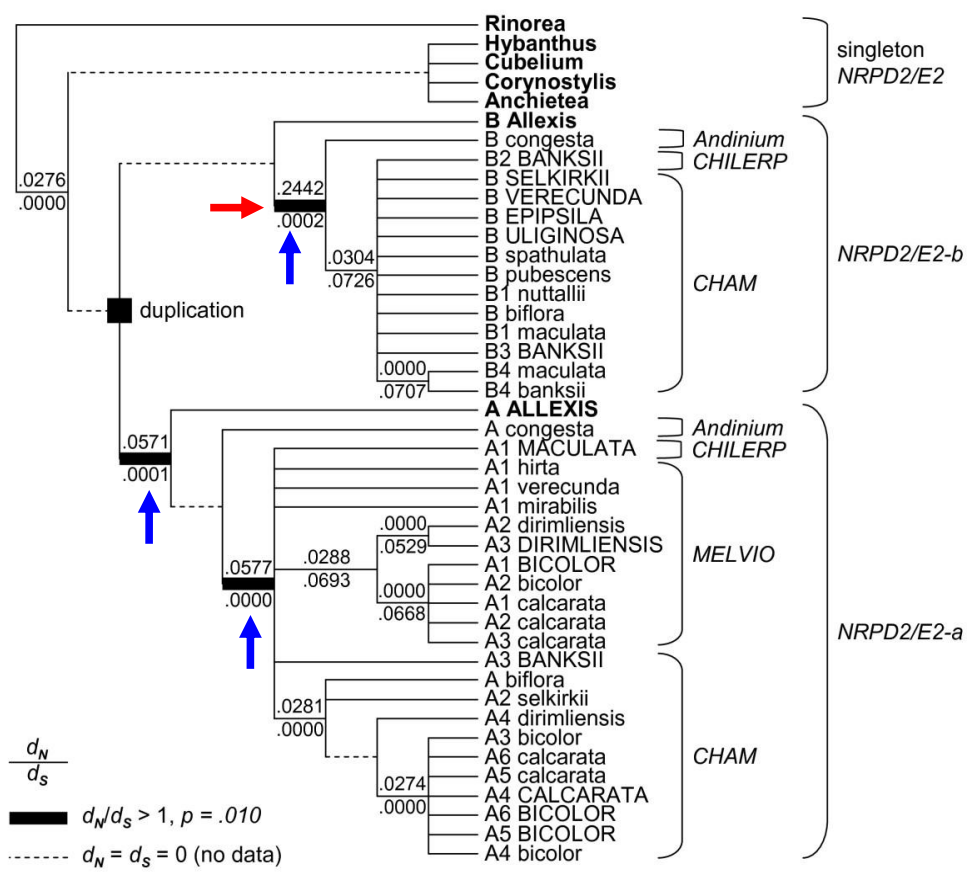 Rinorea
Hybanthus
Cubelium
Corynostylis
Anchietea
singleton
NRPD2/E2
B Allexis
B congesta
B2 BANKSII
B SELKIRKII
B VERECUNDA
B EPIPSILA
B ULIGINOSA
B spathulata
B pubescens
B1 nuttallii
B biflora
B1 maculata
B3 BANKSII
B4 maculata
B4 banksii
Andinium
CHILERP
CHAM
NRPD2/E2-b
A ALLEXIS
A congesta
A1 MACULATA
A1 hirta
A1 verecunda
A1 mirabilis
A2 dirimliensis
A3 DIRIMLIENSIS
A1 BICOLOR
A2 bicolor
A1 calcarata
A2 calcarata
A3 calcarata
A3 BANKSII
A biflora
A2 selkirkii
A4 dirimliensis
A3 bicolor
A6 calcarata
A5 calcarata
A4 CALCARATA
A6 BICOLOR
A5 BICOLOR
A4 bicolor
Andinium
CHILERP
MELVIO
CHAM
NRPD2/E2-a
.0276
.0000
.2442
.0002
.0304
.0726
.0000
.0707
duplication
.0571
.0001
.0577
.0000
.0288
.0693
.0000
.0529
.0000
.0668
.0281
.0000
.0274
.0000
dN
dS
dN/dS > 1, p = .010
dN = dS = 0 (no data)